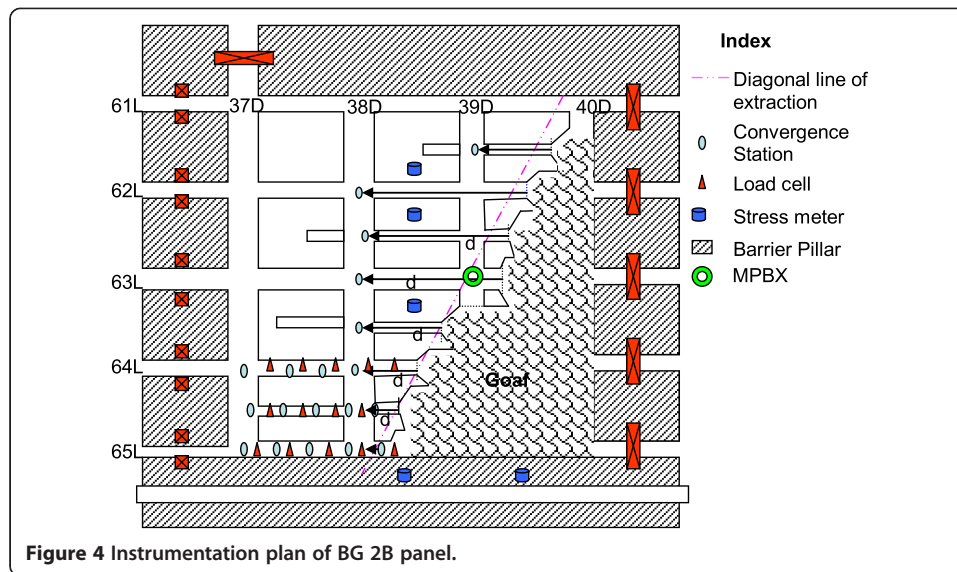 Index
Diagonal line of
extraction
Convergence
Station
Load cell
Stress meter
Barrier Pillar
MPBX
61L
37D
38D
39D
40D
62L
d
63L
d
d
64L
d
Goaf
d
65L
Figure 4 Instrumentation plan of BG 2B panel.